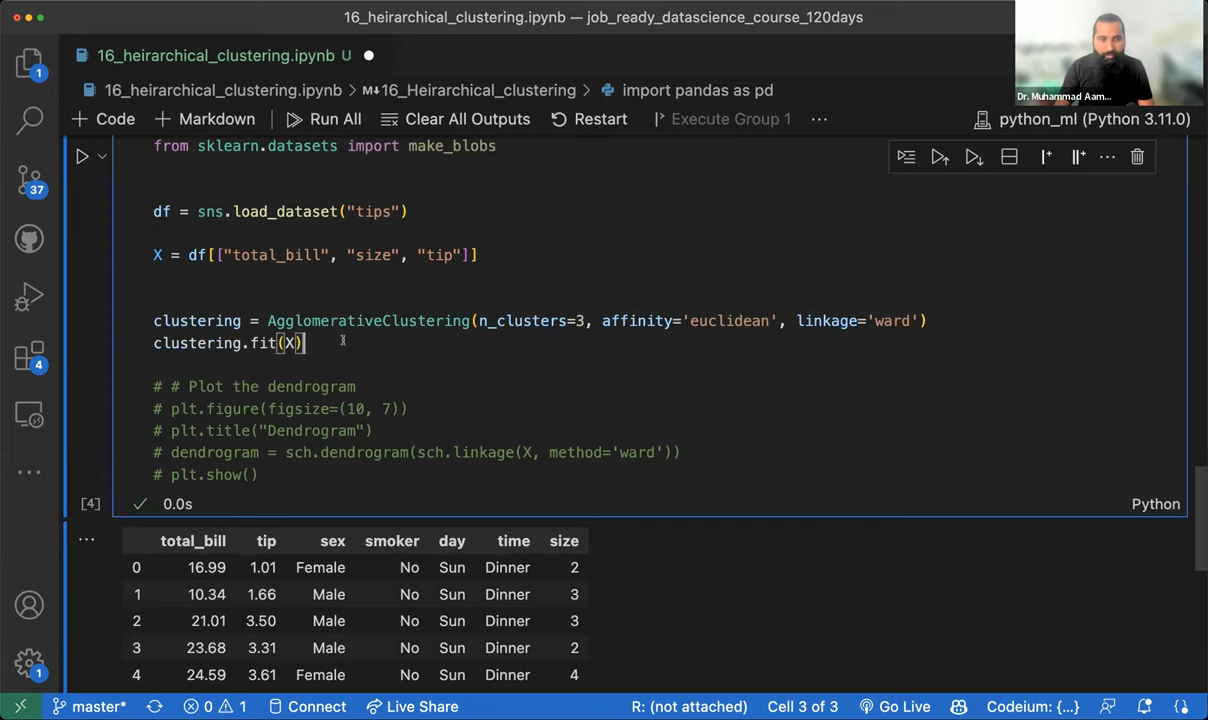 16_heirarchical_clustering.ipynb — job_ready_datascience_course_120days
16_heirarchical_clustering.ipynb U
16_heirarchical_clustering.ipynb > M↓16_Heirarchical_clustering > import pandas as pd
Dr. Muhammad Aam...
+ Code + Markdown Run All Clear All Outputs Restart Execute Group 1 ... python_ml (Python 3.11.0)
from sklearn.datasets import make_blobs
df = sns.load_dataset("tips")
X = df[["total_bill", "size", "tip"]]
clustering = AgglomerativeClustering(n_clusters=3, affinity='euclidean', linkage='ward')
clustering.fit(X)
# # Plot the dendrogram
# plt.figure(figsize=(10, 7))
# plt.title("Dendrogram")
# dendrogram = sch.dendrogram(sch.linkage(X, method='ward'))
# plt.show()
[4] 0.0s Python
total_bill tip sex smoker day time size
0 16.99 1.01 Female No Sun Dinner 2
1 10.34 1.66 Male No Sun Dinner 3
2 21.01 3.50 Male No Sun Dinner 3
3 23.68 3.31 Male No Sun Dinner 2
4 24.59 3.61 Female No Sun Dinner 4
1
37
4
1
master* 0 1 Connect Live Share R: (not attached) Cell 3 of 3 Go Live Codeium: {...}